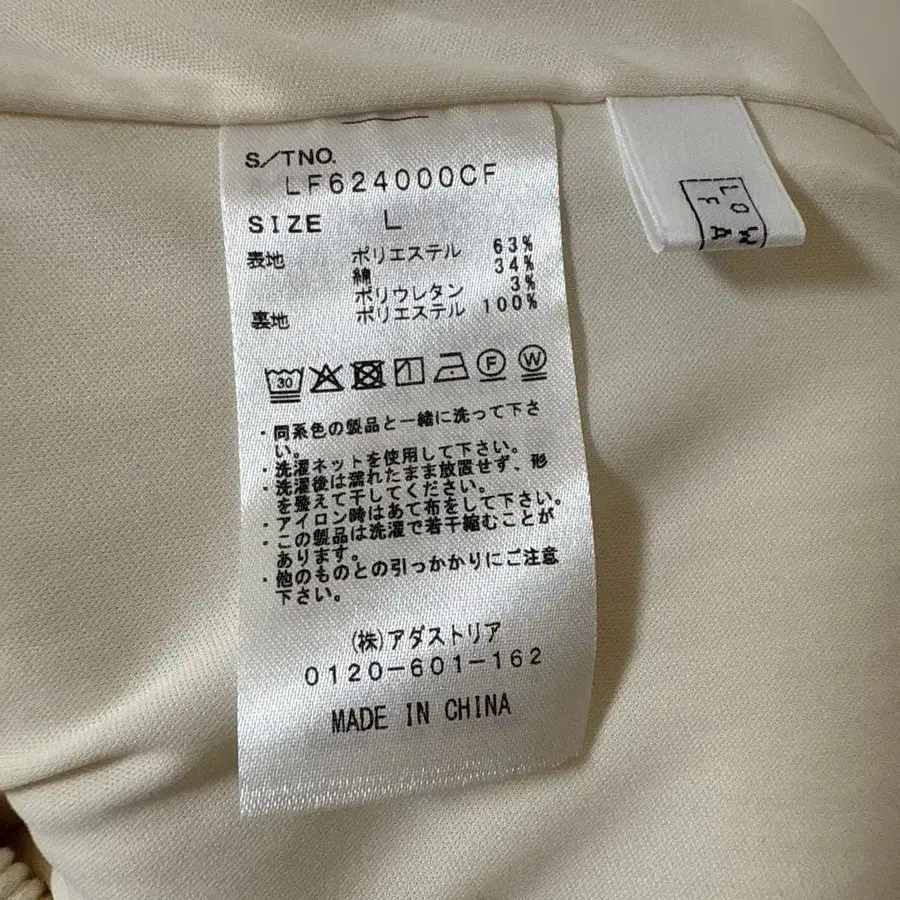 S/TNO.
LF624000CF
SIZE L
表地 ポリエステル 63%
綿 34%
ポリウレタン 3%
裏地 ポリエステル 100%
30 F W
・同系色の製品と一緒に洗って下さ
い。
・洗濯ネットを使用して下さい。
・洗濯後は濡れたまま放置せず、形
を整えて干してください。
・アイロン時はあて布をして下さい。
・この製品は洗濯で若干縮むことが
あります。
・他のものとの引っかかりにご注意
下さい。
(株)アダストリア
0120-601-162
MADE IN CHINA
LOW
FA